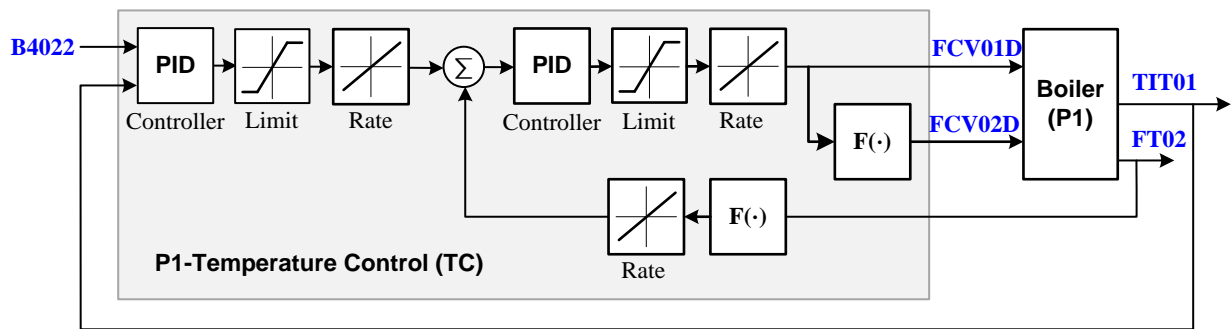 B4022
PID
Controller
Limit
Rate
Σ
PID
Controller
Limit
Rate
F(·)
FCV01D
FCV02D
Boiler
(P1)
TIT01
FT02
Rate
F(·)
P1-Temperature Control (TC)